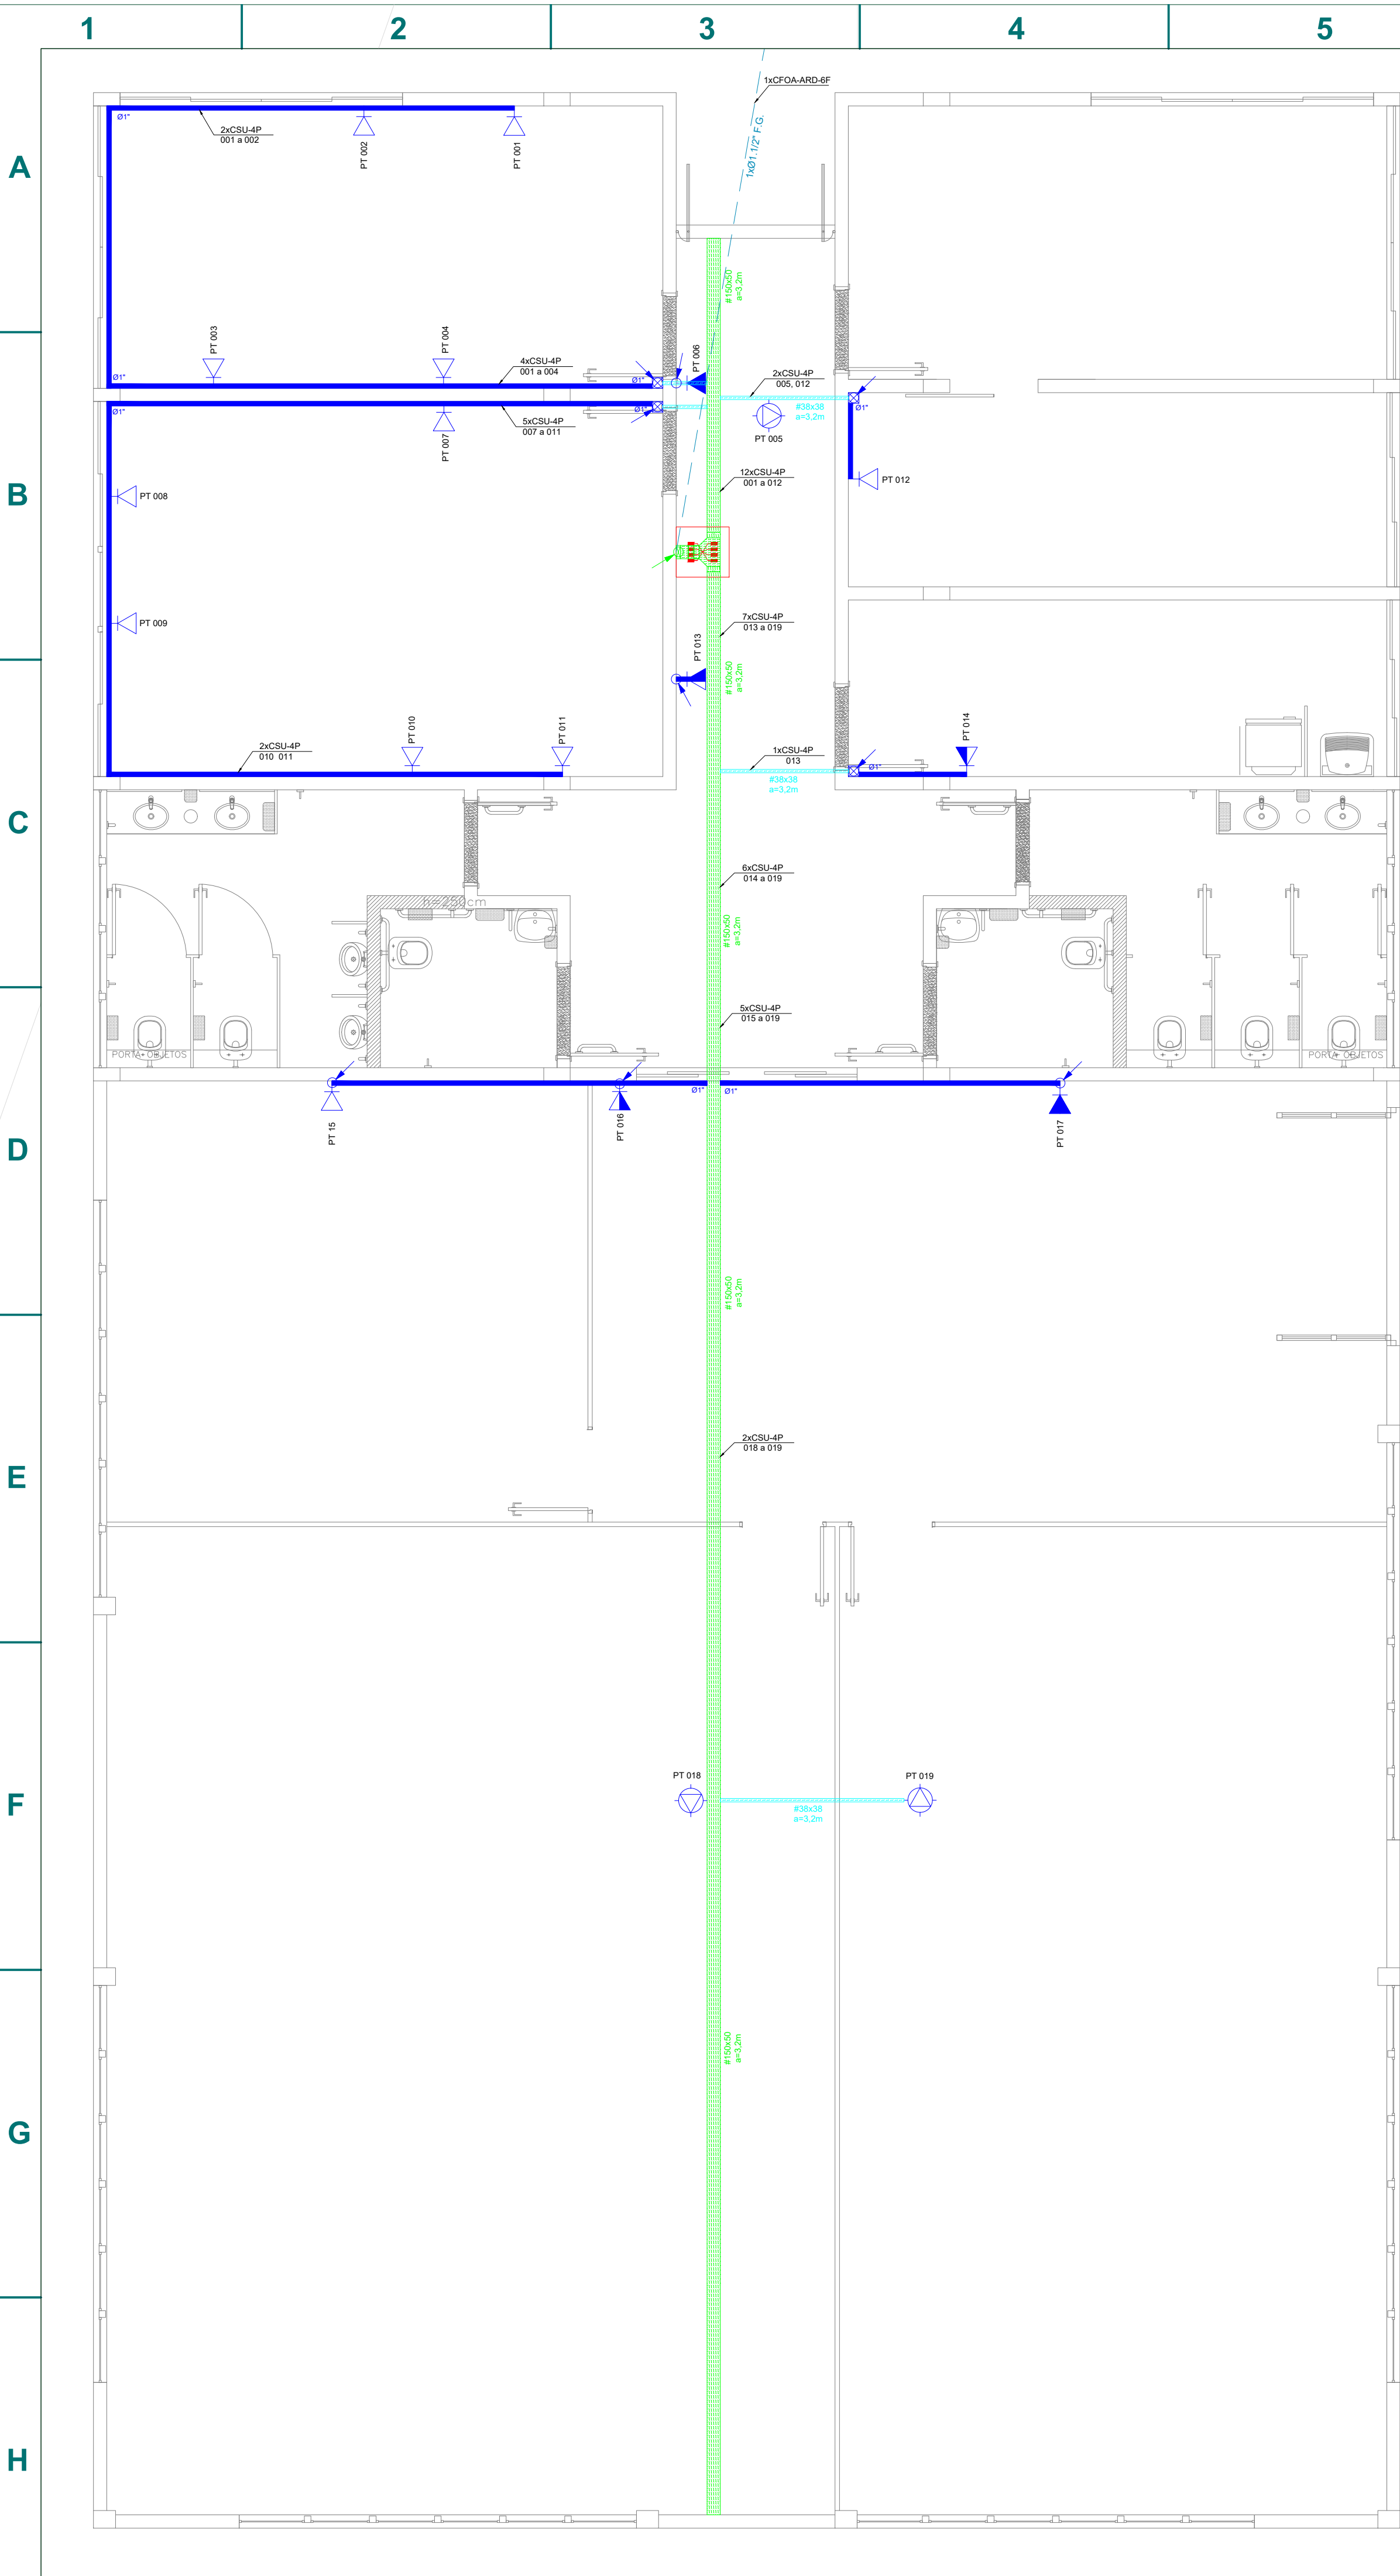 1
2
3
4
5
1xCFOA-ARD-6F
1xØ1.1/2" F.G.
A
Ø1"
2xCSU-4P
001 a 002
PT 002
PT 001
#150x50
a=3,2m
PT 003
PT 004
PT 006
4xCSU-4P
001 a 004
Ø1"
Ø1"
2xCSU-4P
005, 012
#38x38
a=3,2m
Ø1"
Ø1"
Ø1"
5xCSU-4P
007 a 011
PT 007
PT 005
12xCSU-4P
001 a 012
PT 012
B
PT 008
PT 009
7xCSU-4P
013 a 019
PT 013
#150x50
a=3,2m
PT 010
PT 011
PT 014
2xCSU-4P
010 011
1xCSU-4P
013
Ø1"
#38x38
a=3,2m
C
6xCSU-4P
014 a 019
h=250cm
#150x50
a=3,2m
5xCSU-4P
015 a 019
PORTA OBJETOS
PORTA OBJETOS
Ø1"
Ø1"
PT 15
PT 016
PT 017
D
#150x50
a=3,2m
2xCSU-4P
018 a 019
E
PT 018
PT 019
#38x38
a=3,2m
F
#150x50
a=3,2m
G
H